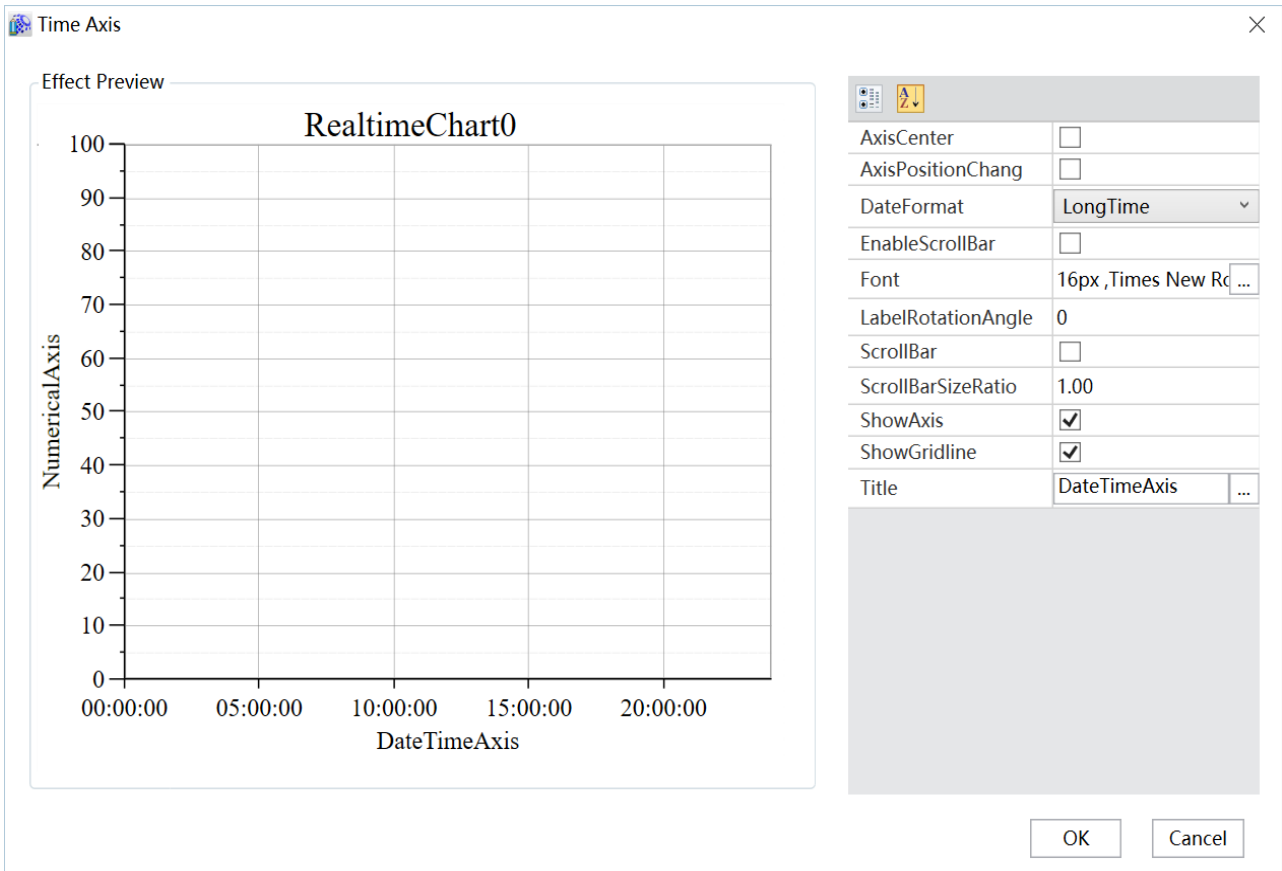 Time Axis
Effect Preview
RealtimeChart0
100
90
80
70
60
50
40
30
20
10
0
NumericalAxis
00:00:00 05:00:00 10:00:00 15:00:00 20:00:00
DateTimeAxis
A
Z
AxisCenter
AxisPositionChang
DateFormat LongTime
EnableScrollBar
Font 16px ,Times New Ro ...
LabelRotationAngle 0
ScrollBar
ScrollBarSizeRatio 1.00
ShowAxis
ShowGridline
Title DateTimeAxis ...
OK Cancel